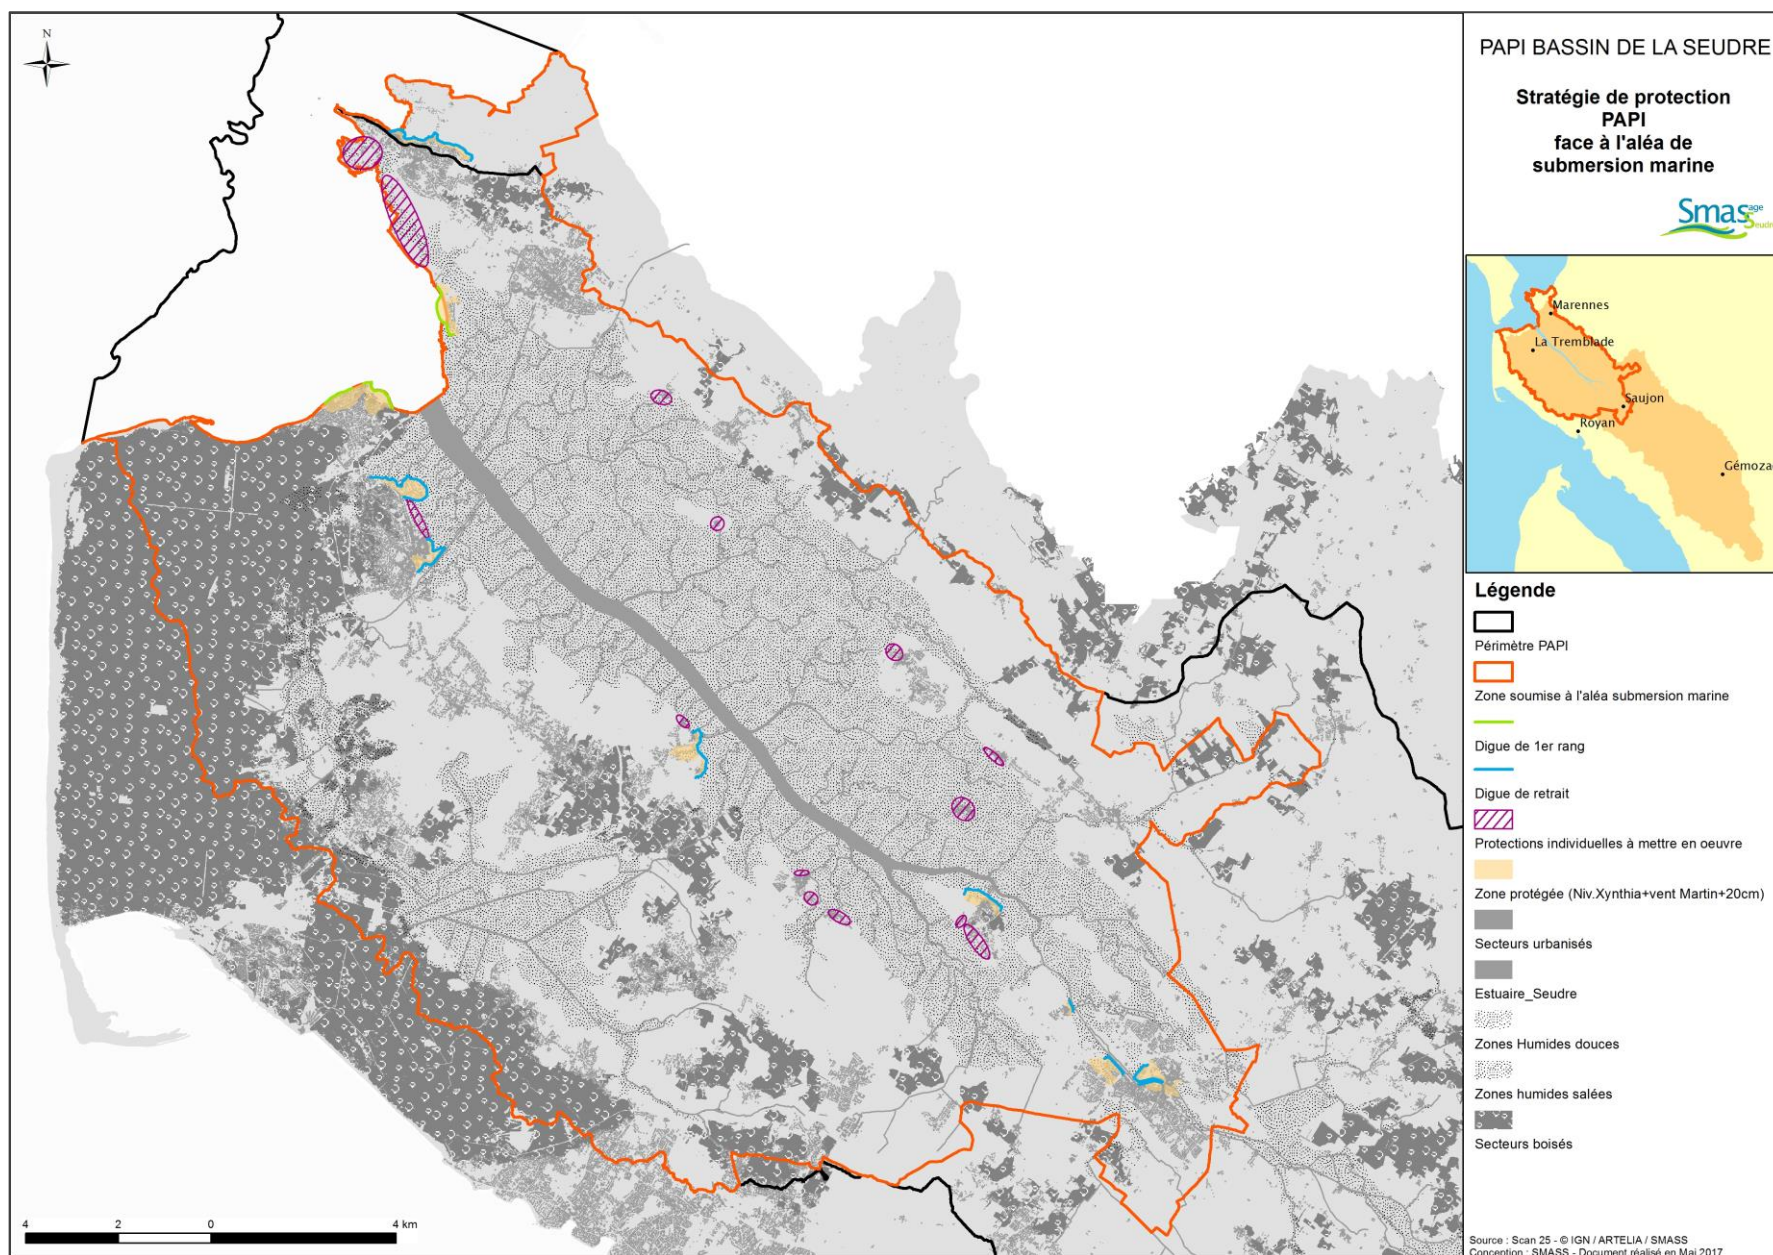 N
PAPI BASSIN DE LA SEUDRE
Stratégie de protection
PAPI
face à l'aléa de
submersion marine
Smass
age
Seudre
Marennes
La Tremblade
Saujon
Royan
Gémozac
Légende
Périmètre PAPI
Zone soumise à l'aléa submersion marine
Digue de 1er rang
Digue de retrait
Protections individuelles à mettre en oeuvre
Zone protégée (Niv.Xynthia+vent Martin+20cm)
Secteurs urbanisés
Estuaire_Seudre
Zones Humides douces
Zones humides salées
Secteurs boisés
4 2 0 4 km
Source : Scan 25 - © IGN / ARTELIA / SMASS
Conception : SMASS - Document réalisé en Mai 2017